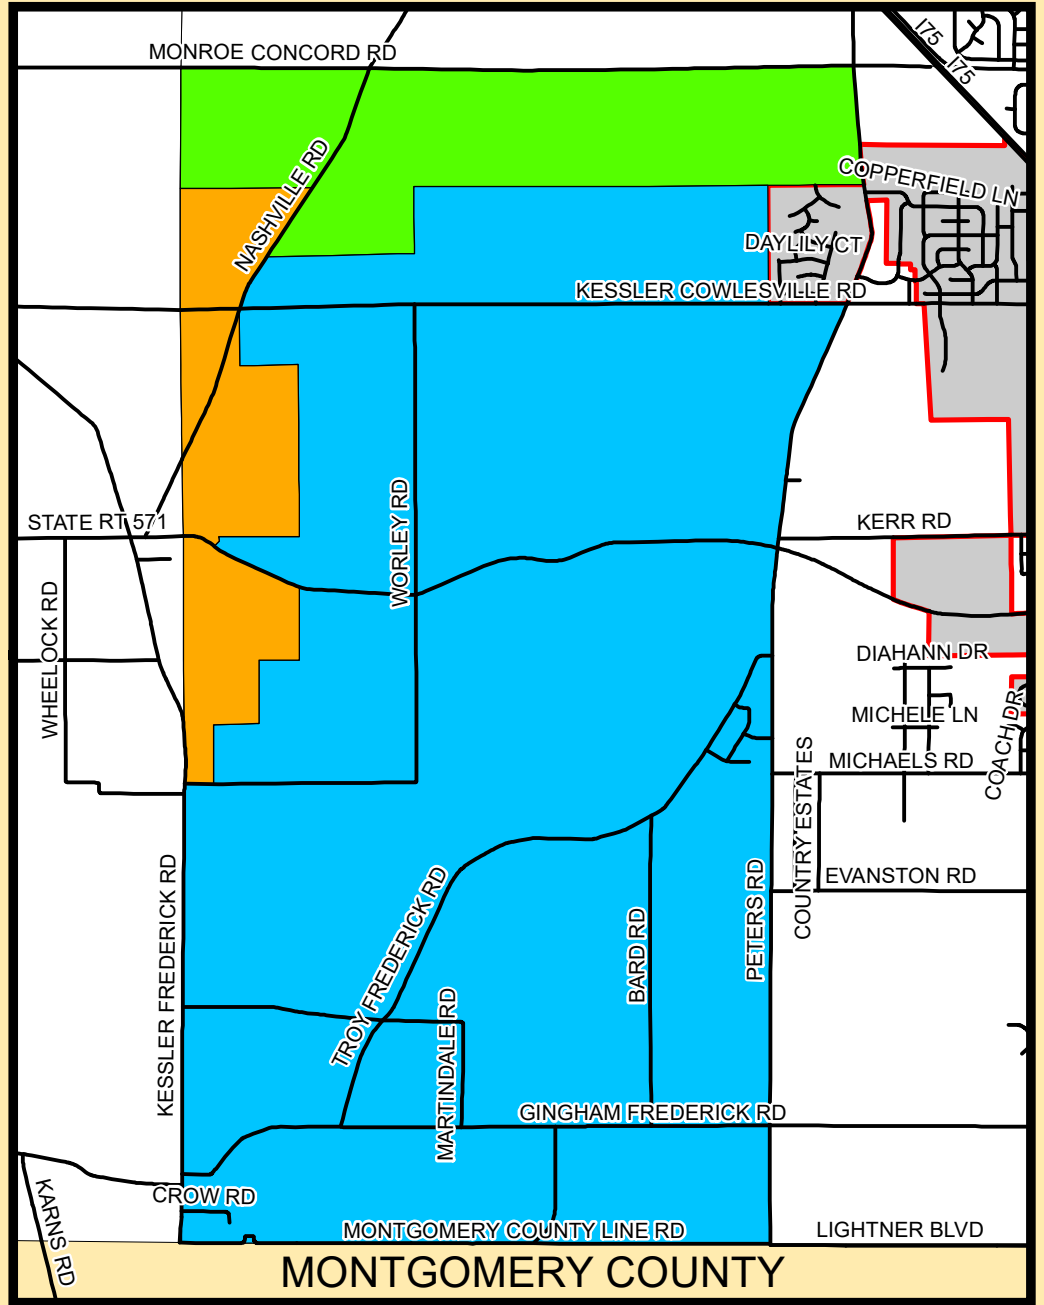 I75
MONROE CONCORD RD
I75
NASHVILLE RD
COPPERFIELD LN
DAYLILY CT
KESSLER COWLESVILLE RD
STATE RT 571
KERR RD
WORLEY RD
WHEELOCK RD
DIAHANN DR
MICHELE LN
COACH DR
MICHAELS RD
COUNTRY ESTATES
EVANSTON RD
KESSLER FREDERICK RD
TROY FREDERICK RD
PETERS RD
BARD RD
MARTINDALE RD
GINGHAM FREDERICK RD
CROW RD
KARNS RD
MONTGOMERY COUNTY LINE RD
LIGHTNER BLVD
MONTGOMERY COUNTY